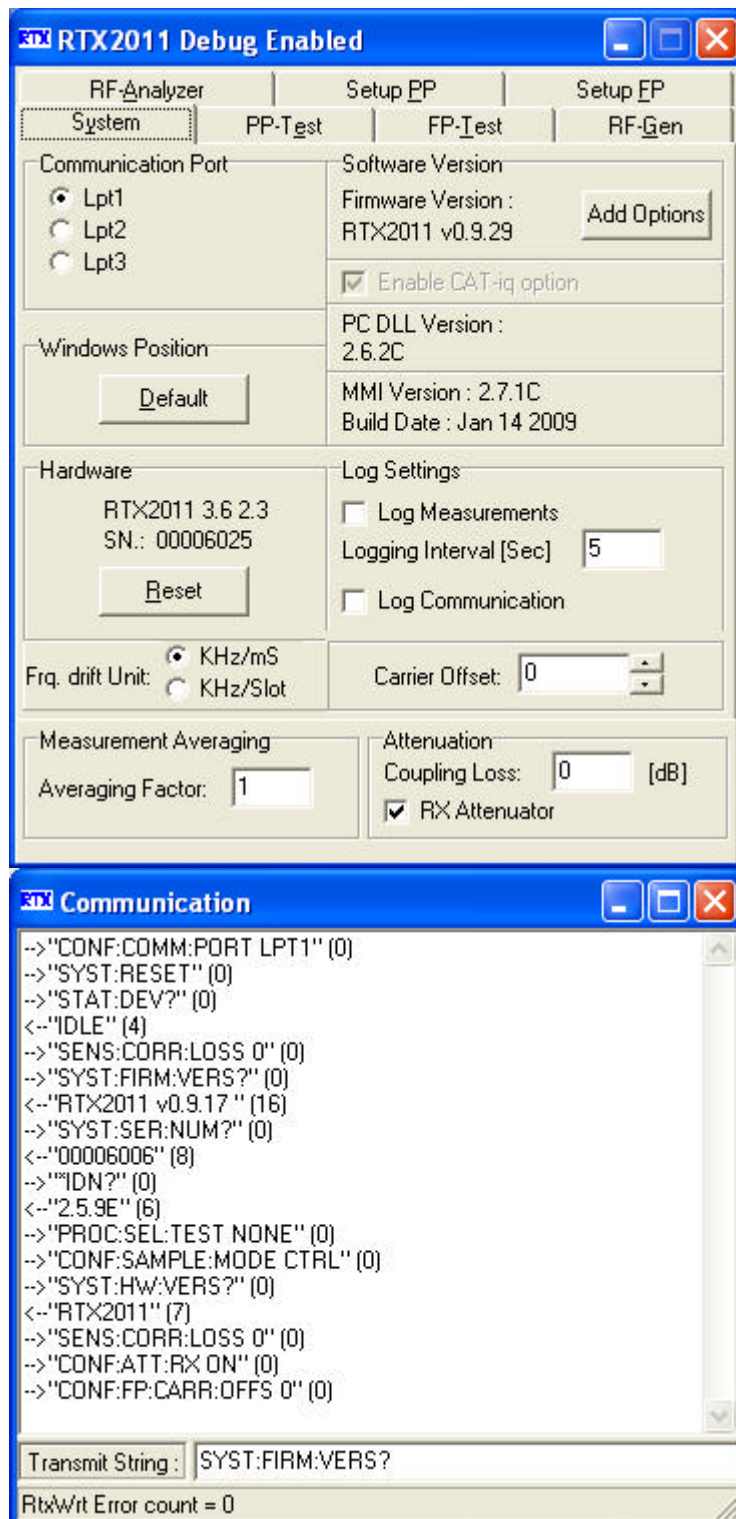 RTX RTX2011 Debug Enabled
RF-Analyzer Setup PP Setup FP
System PP-Test FP-Test RF-Gen
Communication Port
Lpt1
Lpt2
Lpt3
Software Version
Firmware Version :
RTX2011 v0.9.29
Add Options
Enable CAT-iq option
PC DLL Version :
2.6.2C
Windows Position
Default
MMI Version : 2.7.1C
Build Date : Jan 14 2009
Hardware
RTX2011 3.6 2.3
SN.: 00006025
Reset
Log Settings
Log Measurements
Logging Interval [Sec] 5
Log Communication
Frq. drift Unit:
KHz/mS
KHz/Slot
Carrier Offset: 0
Measurement Averaging
Averaging Factor: 1
Attenuation
Coupling Loss: 0 [dB]
RX Attenuator
RTX Communication
-->"CONF:COMM:PORT LPT1" (0)
-->"SYST:RESET" (0)
-->"STAT:DEV?" (0)
<--"IDLE" (4)
-->"SENS:CORR:LOSS 0" (0)
-->"SYST:FIRM:VERS?" (0)
<--"RTX2011 v0.9.17 " (16)
-->"SYST:SER:NUM?" (0)
<--"00006006" (8)
-->"*IDN?" (0)
<--"2.5.9E" (6)
-->"PROC:SEL:TEST NONE" (0)
-->"CONF:SAMPLE:MODE CTRL" (0)
-->"SYST:HW:VERS?" (0)
<--"RTX2011" (7)
-->"SENS:CORR:LOSS 0" (0)
-->"CONF:ATT:RX ON" (0)
-->"CONF:FP:CARR:OFFS 0" (0)
Transmit String : SYST:FIRM:VERS?
RtxWrt Error count = 0